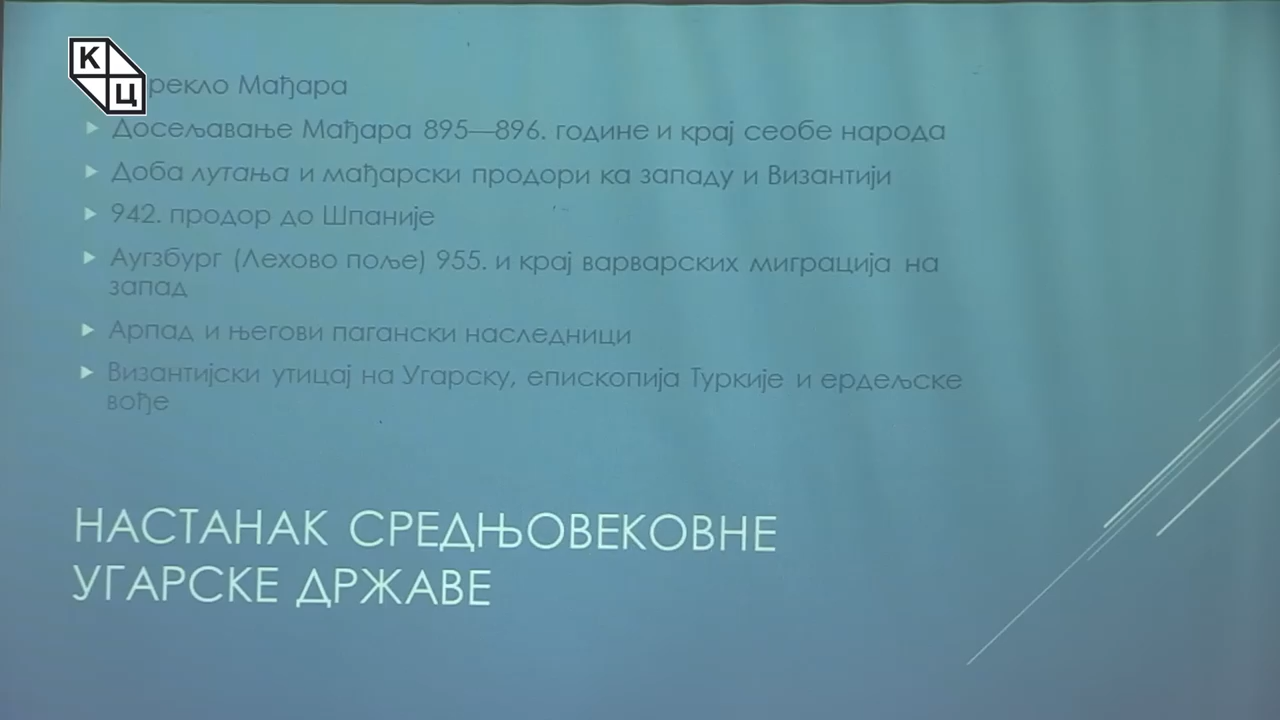 К
Ц
рекло Мађара
Досељавање Мађара 895—896. године и крај сеобе народа
Доба лутања и мађарски продори ка западу и Византији
942. продор до Шпаније
Аугзбург (Лехово поље) 955. и крај варварских миграција на
запад
Арпад и његови пагански наследници
Византијски утицај на Угарску, епископија Туркије и ердељске
вође
НАСТАНАК СРЕДЊОВЕКОВНЕ
УГАРСКЕ ДРЖАВЕ